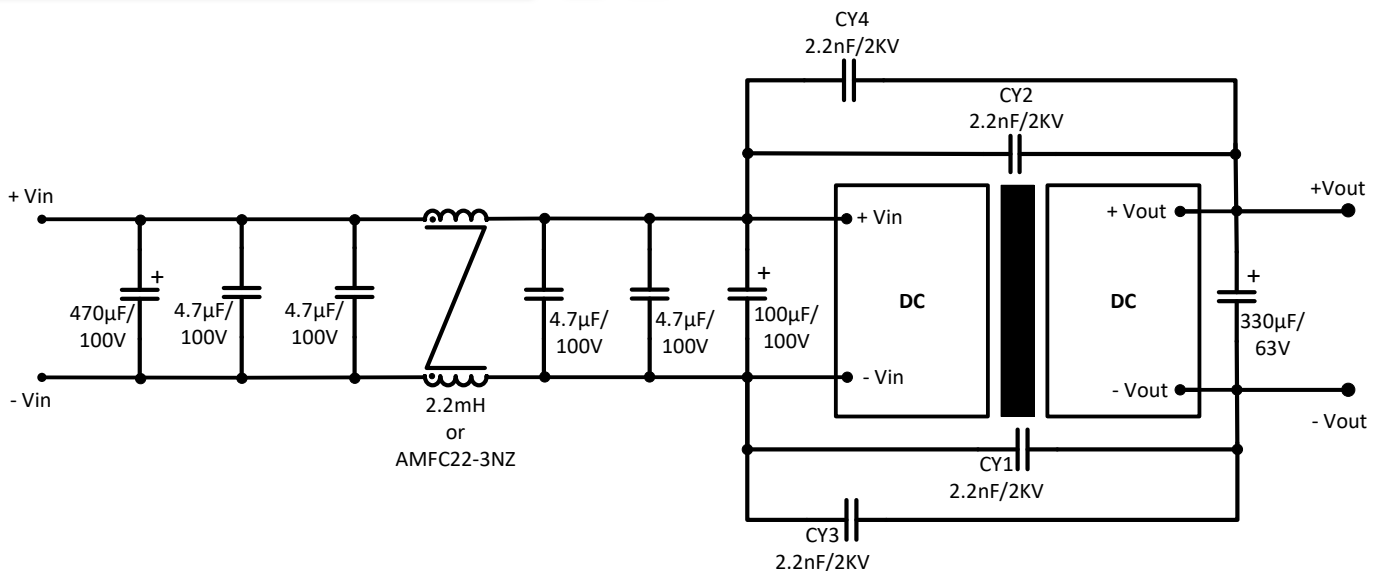 CY4
2.2nF/2KV
CY2
2.2nF/2KV
+ Vin
+
470µF/
100V
4.7µF/
100V
4.7µF/
100V
- Vin
2.2mH
or
AMFC22-3NZ
4.7µF/
100V
4.7µF/
100V
+
100µF/
100V
+ Vin
DC
- Vin
+ Vout
DC
- Vout
+
330µF/
63V
+Vout
- Vout
CY1
2.2nF/2KV
CY3
2.2nF/2KV